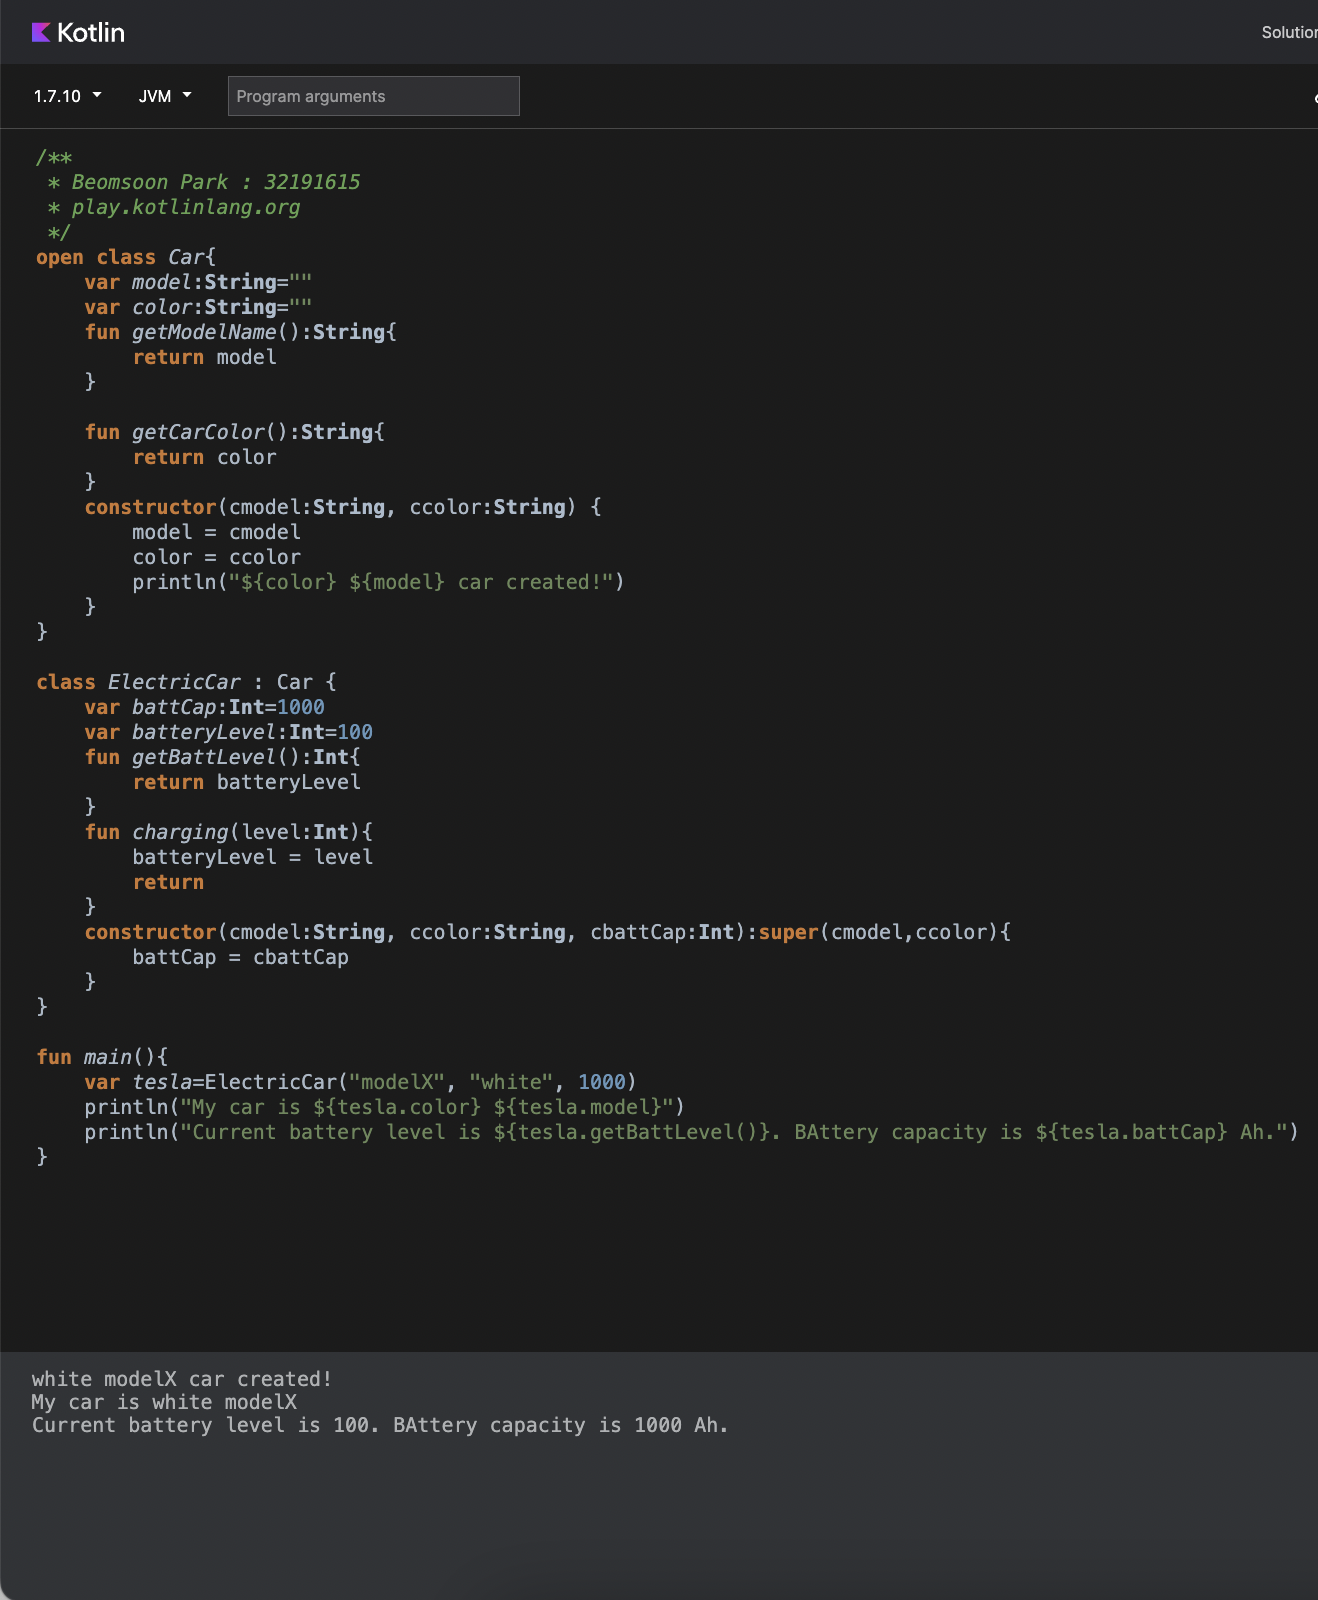 Kotlin
Solution
1.7.10 JVM Program arguments
/**
 * Beomsoon Park : 32191615
 * play.kotlinlang.org
 */
open class Car{
    var model:String=""
    var color:String=""
    fun getModelName():String{
        return model
    }

    fun getCarColor():String{
        return color
    }
    constructor(cmodel:String, ccolor:String) {
        model = cmodel
        color = ccolor
        println("${color} ${model} car created!")
    }
}

class ElectricCar : Car {
    var battCap:Int=1000
    var batteryLevel:Int=100
    fun getBattLevel():Int{
        return batteryLevel
    }
    fun charging(level:Int){
        batteryLevel = level
        return
    }
    constructor(cmodel:String, ccolor:String, cbattCap:Int):super(cmodel,ccolor){
        battCap = cbattCap
    }
}

fun main(){
    var tesla=ElectricCar("modelX", "white", 1000)
    println("My car is ${tesla.color} ${tesla.model}")
    println("Current battery level is ${tesla.getBattLevel()}. BAttery capacity is ${tesla.battCap} Ah.")
}
white modelX car created!
My car is white modelX
Current battery level is 100. BAttery capacity is 1000 Ah.